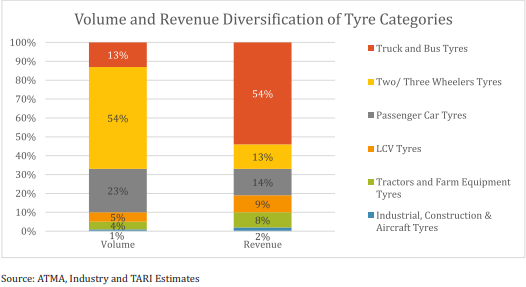 Volume and Revenue Diversification of Tyre Categories
100%
90%
80%
70%
60%
50%
40%
30%
20%
10%
0%
13%
54%
23%
5%
4%
1%
Volume
54%
13%
14%
9%
8%
2%
Revenue
Truck and Bus Tyres
Two/ Three Wheelers Tyres
Passenger Car Tyres
LCV Tyres
Tractors and Farm Equipment
Tyres
Industrial, Construction &
Aircraft Tyres
Source: ATMA, Industry and TARI Estimates